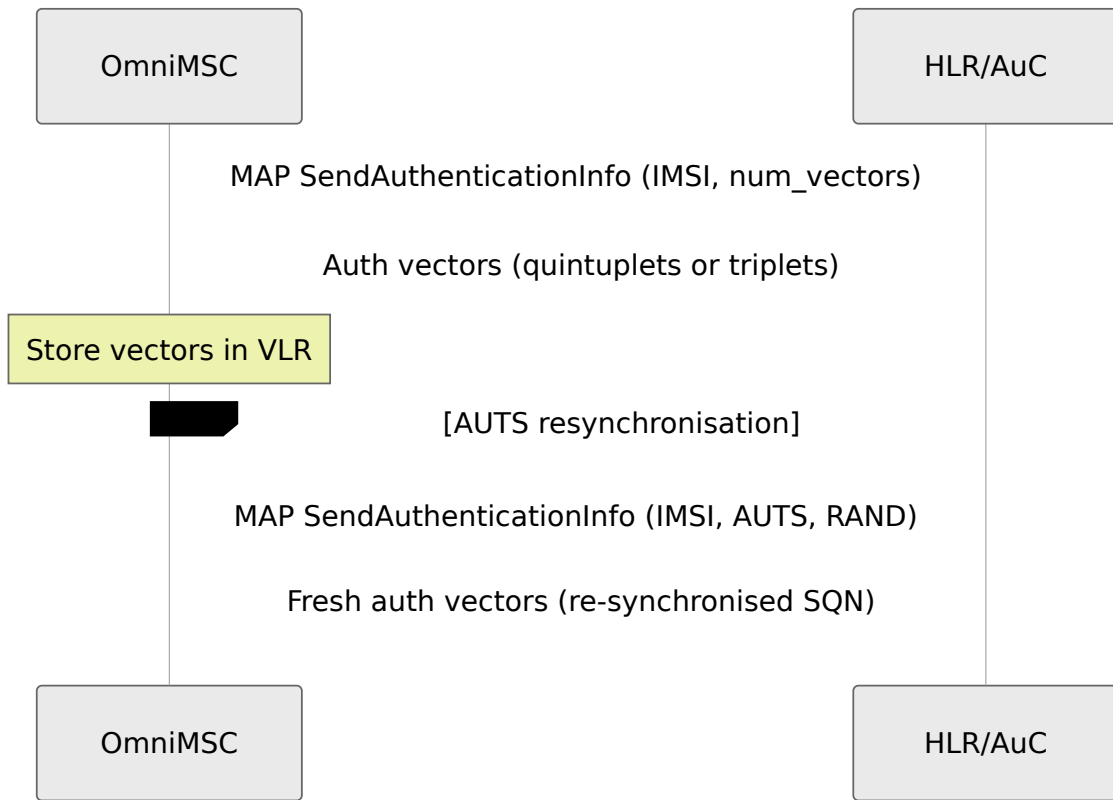 OmniMSC
HLR/AuC
MAP SendAuthenticationInfo (IMSI, num_vectors)
Auth vectors (quintuplets or triplets)
Store vectors in VLR
[AUTS resynchronisation]
MAP SendAuthenticationInfo (IMSI, AUTS, RAND)
Fresh auth vectors (re-synchronised SQN)
OmniMSC
HLR/AuC